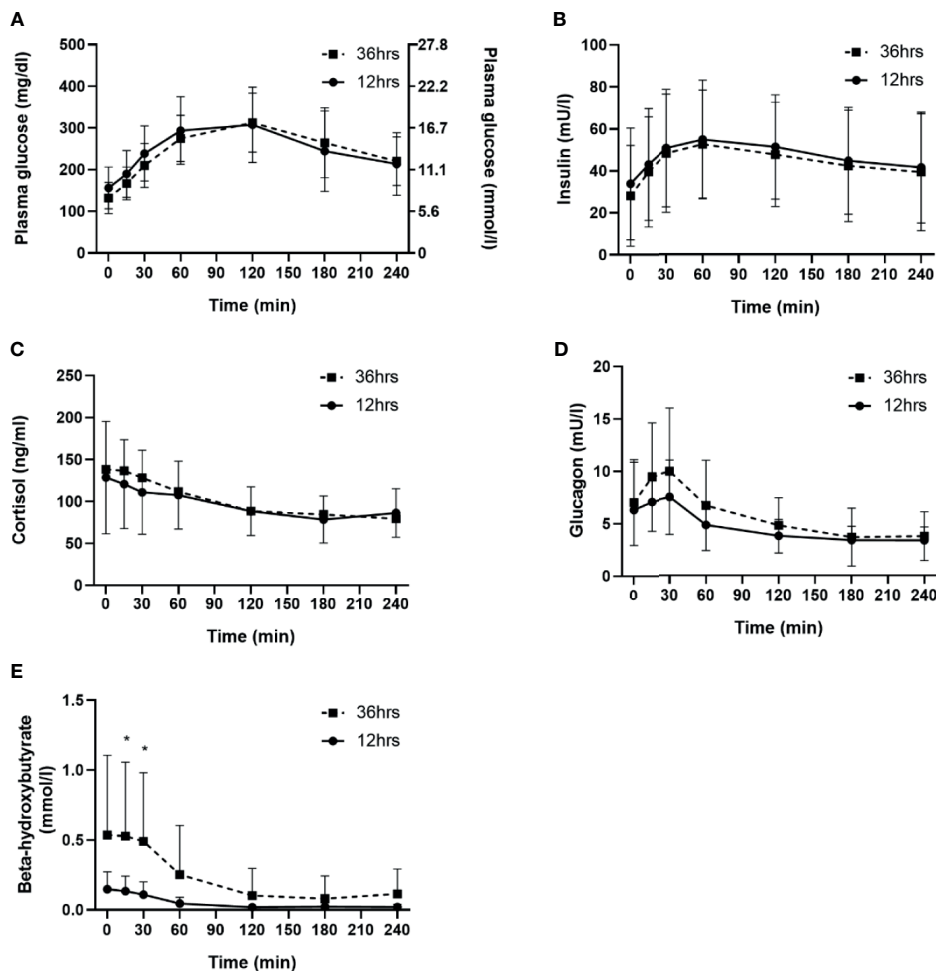 A
Plasma glucose (mg/dl)
500
400
300
200
100
0
27.8
22.2
16.7
11.1
5.6
0
Plasma glucose (mmol/l)
36hrs
12hrs
0 30 60 90 120 150 180 210 240
Time (min)
B
Insulin (mU/l)
100
80
60
40
20
0
36hrs
12hrs
0 30 60 90 120 150 180 210 240
Time (min)
C
Cortisol (ng/ml)
250
200
150
100
50
0
36hrs
12hrs
0 30 60 90 120 150 180 210 240
Time (min)
D
Glucagon (mU/l)
20
15
10
5
0
36hrs
12hrs
0 30 60 90 120 150 180 210 240
Time (min)
E
Beta-hydroxybutyrate
(mmol/l)
1.5
1.0
0.5
0.0
* *
36hrs
12hrs
0 30 60 90 120 150 180 210 240
Time (min)